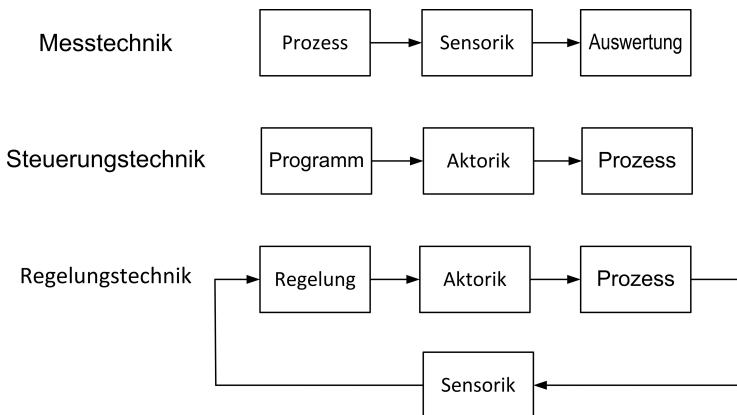 Messtechnik Prozess Sensorik Auswertung
Steuerungstechnik Programm Aktorik Prozess
Regelungstechnik Regelung Aktorik Prozess
Sensorik